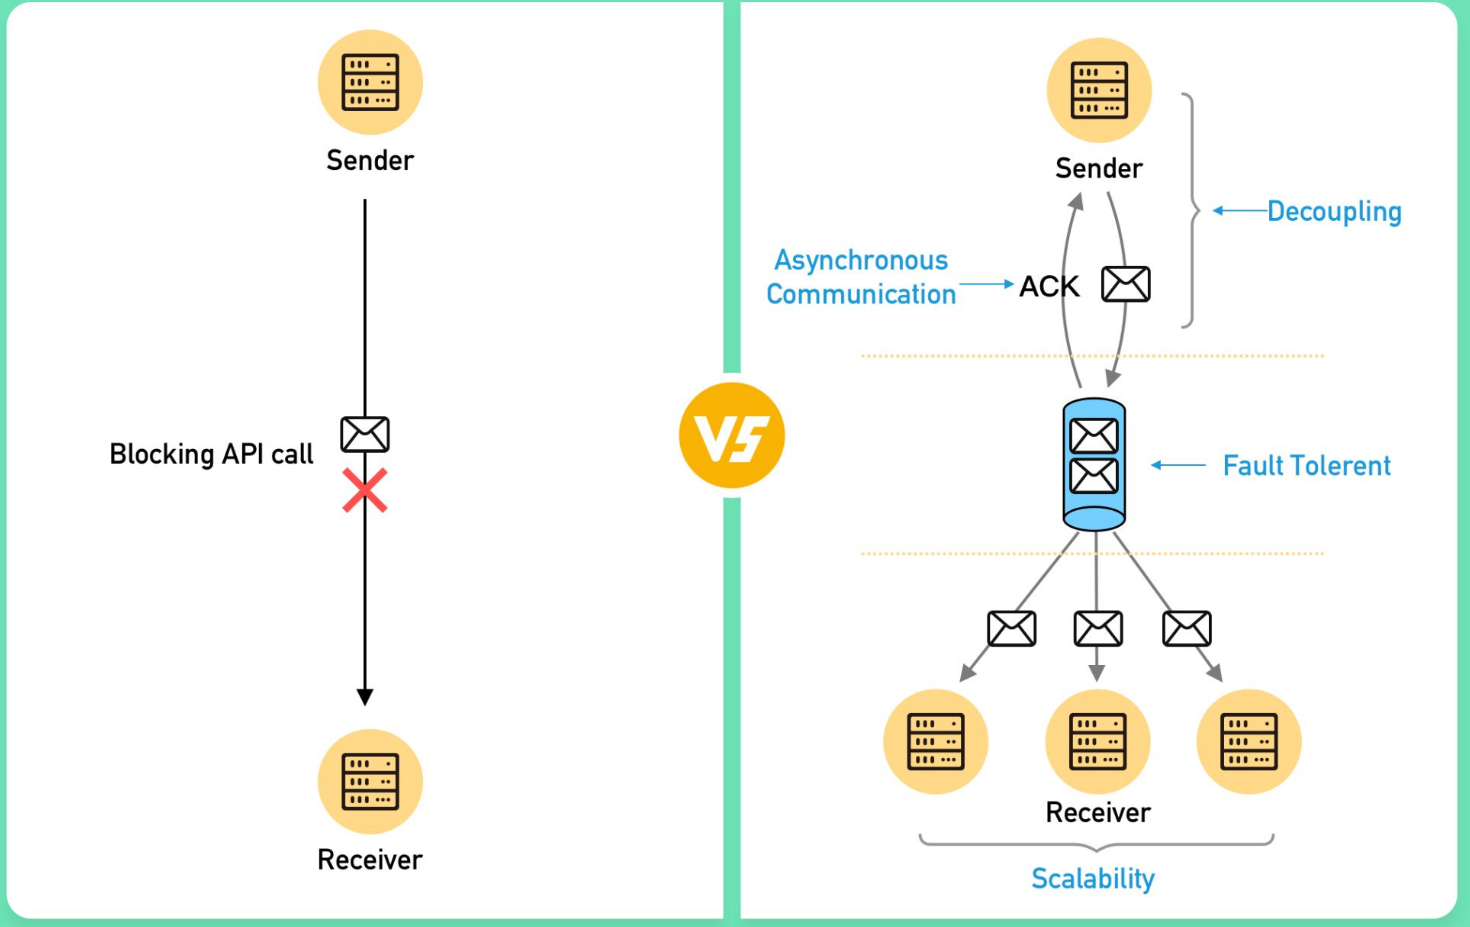 Sender
Blocking API call
Receiver
VS
Sender
Decoupling
Asynchronous
Communication
ACK
Fault Tolerent
Receiver
Scalability